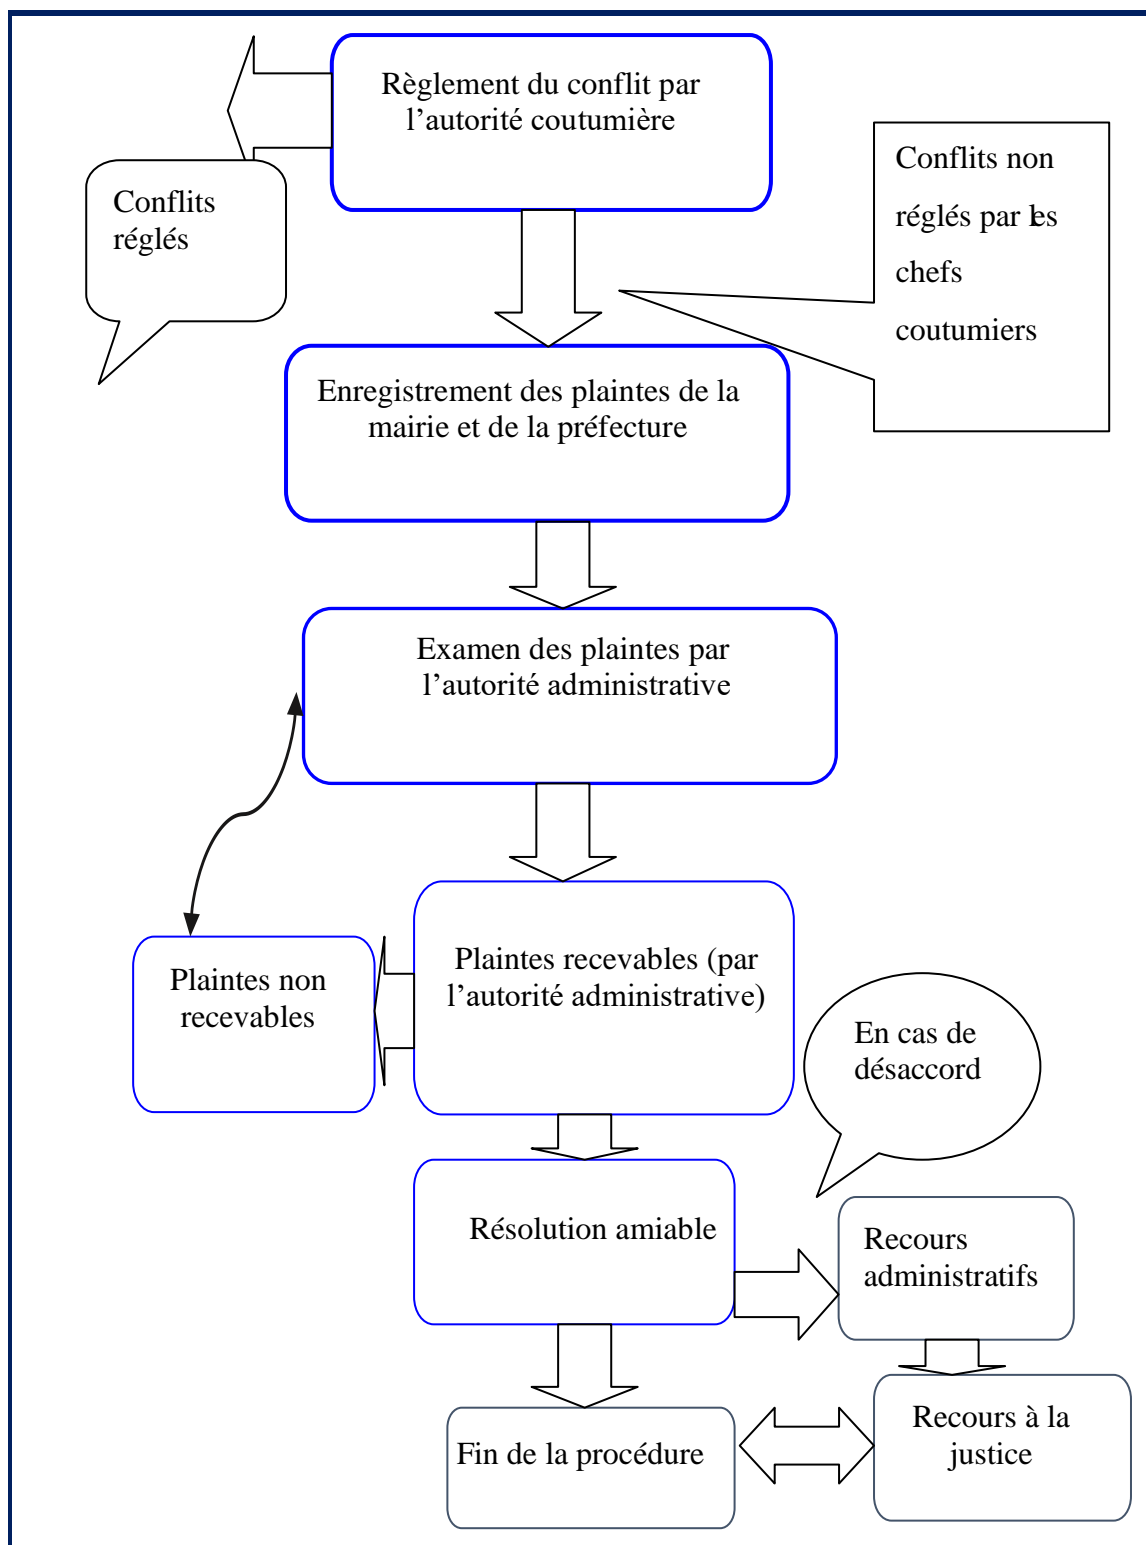 Règlement du conflit par
l’autorité coutumière
Conflits
réglés
Conflits non
réglés par les
chefs
coutumiers
Enregistrement des plaintes de la
mairie et de la préfecture
Examen des plaintes par
l’autorité administrative
Plaintes non
recevables
Plaintes recevables (par
l’autorité administrative)
En cas de
désaccord
Résolution amiable
Recours
administratifs
Fin de la procédure
Recours à la
justice